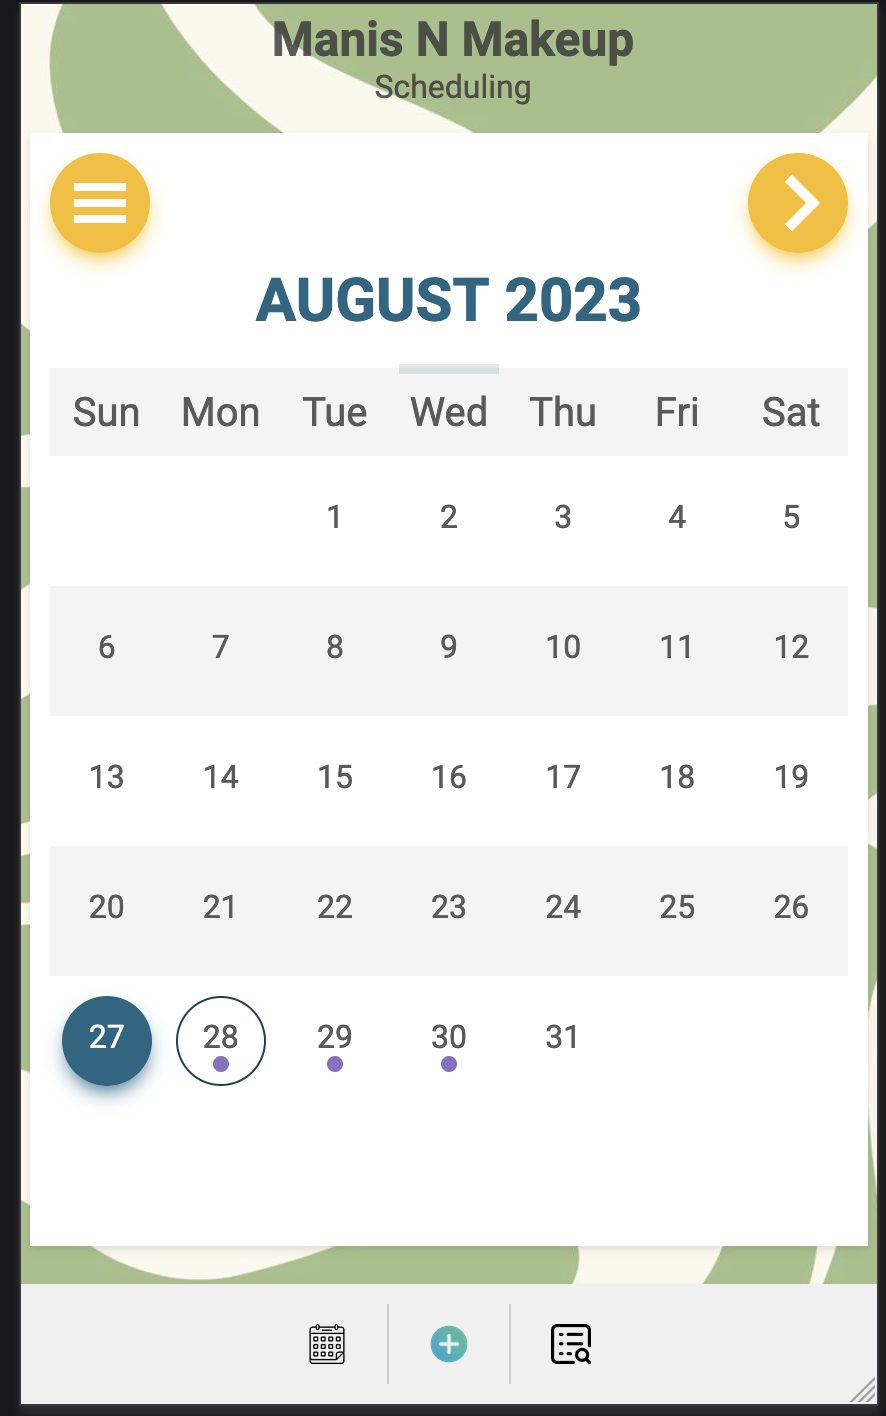 Manis N Makeup
Scheduling
AUGUST 2023
Sun Mon Tue Wed Thu Fri Sat
1 2 3 4 5
6 7 8 9 10 11 12
13 14 15 16 17 18 19
20 21 22 23 24 25 26
27 28 29 30 31